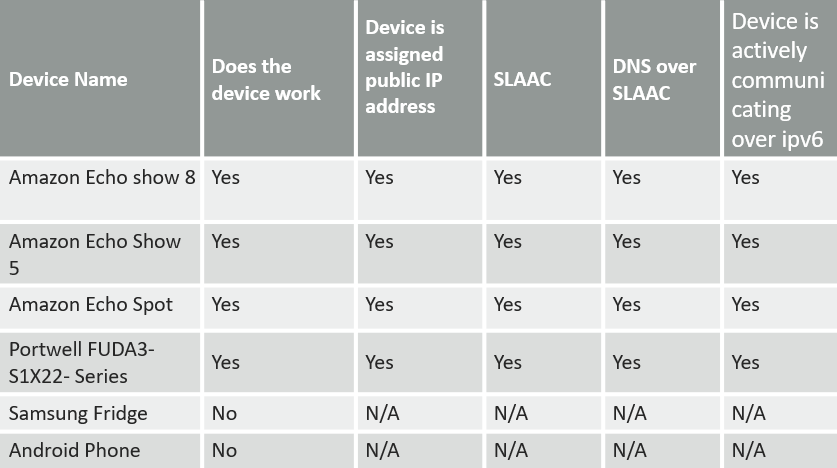 Device Name
Does the
device work
Device is
assigned
public IP
address
SLAAC
DNS over
SLAAC
Device is
actively
communi
cating
over ipv6
Amazon Echo show 8 Yes Yes Yes Yes Yes
Amazon Echo Show
5
Yes Yes Yes Yes Yes
Amazon Echo Spot Yes Yes Yes Yes Yes
Portwell FUDA3-
S1X22- Series
Yes Yes Yes Yes Yes
Samsung Fridge No N/A N/A N/A N/A
Android Phone No N/A N/A N/A N/A